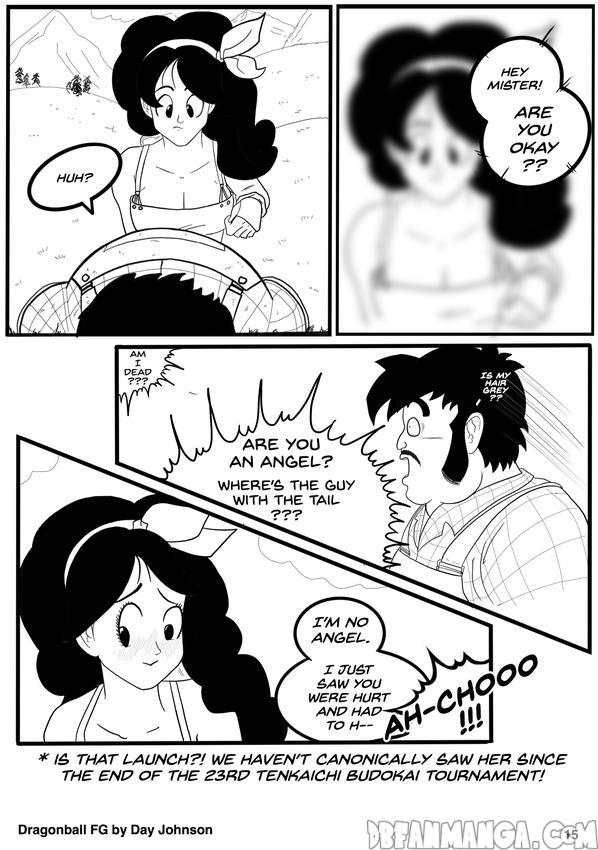 HUH?
HEY
MISTER!
ARE
YOU
OKAY
??
AM
I
DEAD
???
ARE YOU
AN ANGEL?
WHERE'S THE GUY
WITH THE TAIL
???
IS MY
HAIR
GREY
??
I'M NO
ANGEL.
I JUST
SAW YOU
WERE HURT
AND HAD
TO H--
AH-CHOOO
!!!
* IS THAT LAUNCH?! WE HAVEN'T CANONICALLY SAW HER SINCE
THE END OF THE 23RD TENKAICHI BUDOKAI TOURNAMENT!
Dragonball FG by Day Johnson
15
DBFANMANGA.COM